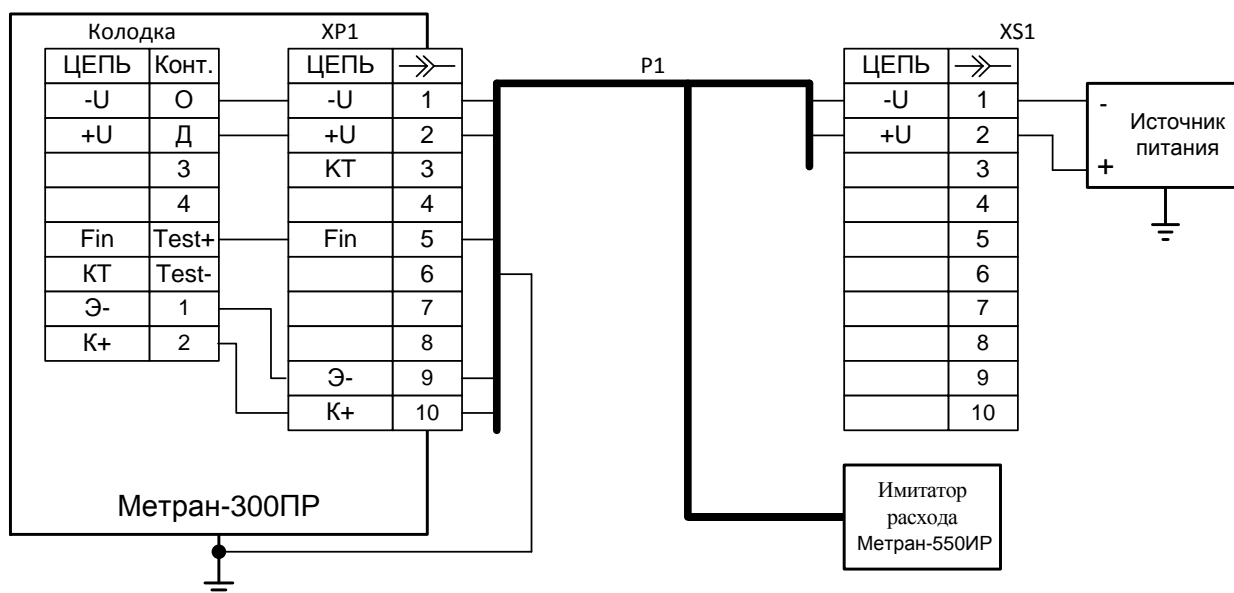 Колодка
ЦЕПЬ Конт.
-U О
+U Д
3
4
Fin Test+
КТ Test-
Э- 1
К+ 2
ХР1
ЦЕПЬ
-U 1
+U 2
КТ 3
4
Fin 5
6
7
8
Э- 9
К+ 10
Метран-300ПР
Р1
XS1
ЦЕПЬ
-U 1
+U 2
3
4
5
6
7
8
9
10
-
+
Источник
питания
Имитатор
расхода
Метран-550ИР